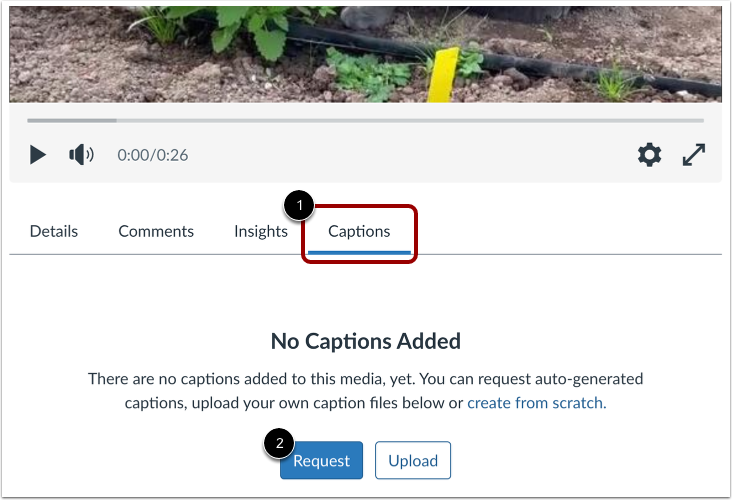 0:00/0:26
1
Details Comments Insights Captions
No Captions Added
There are no captions added to this media, yet. You can request auto-generated
captions, upload your own caption files below or create from scratch.
2
Request Upload